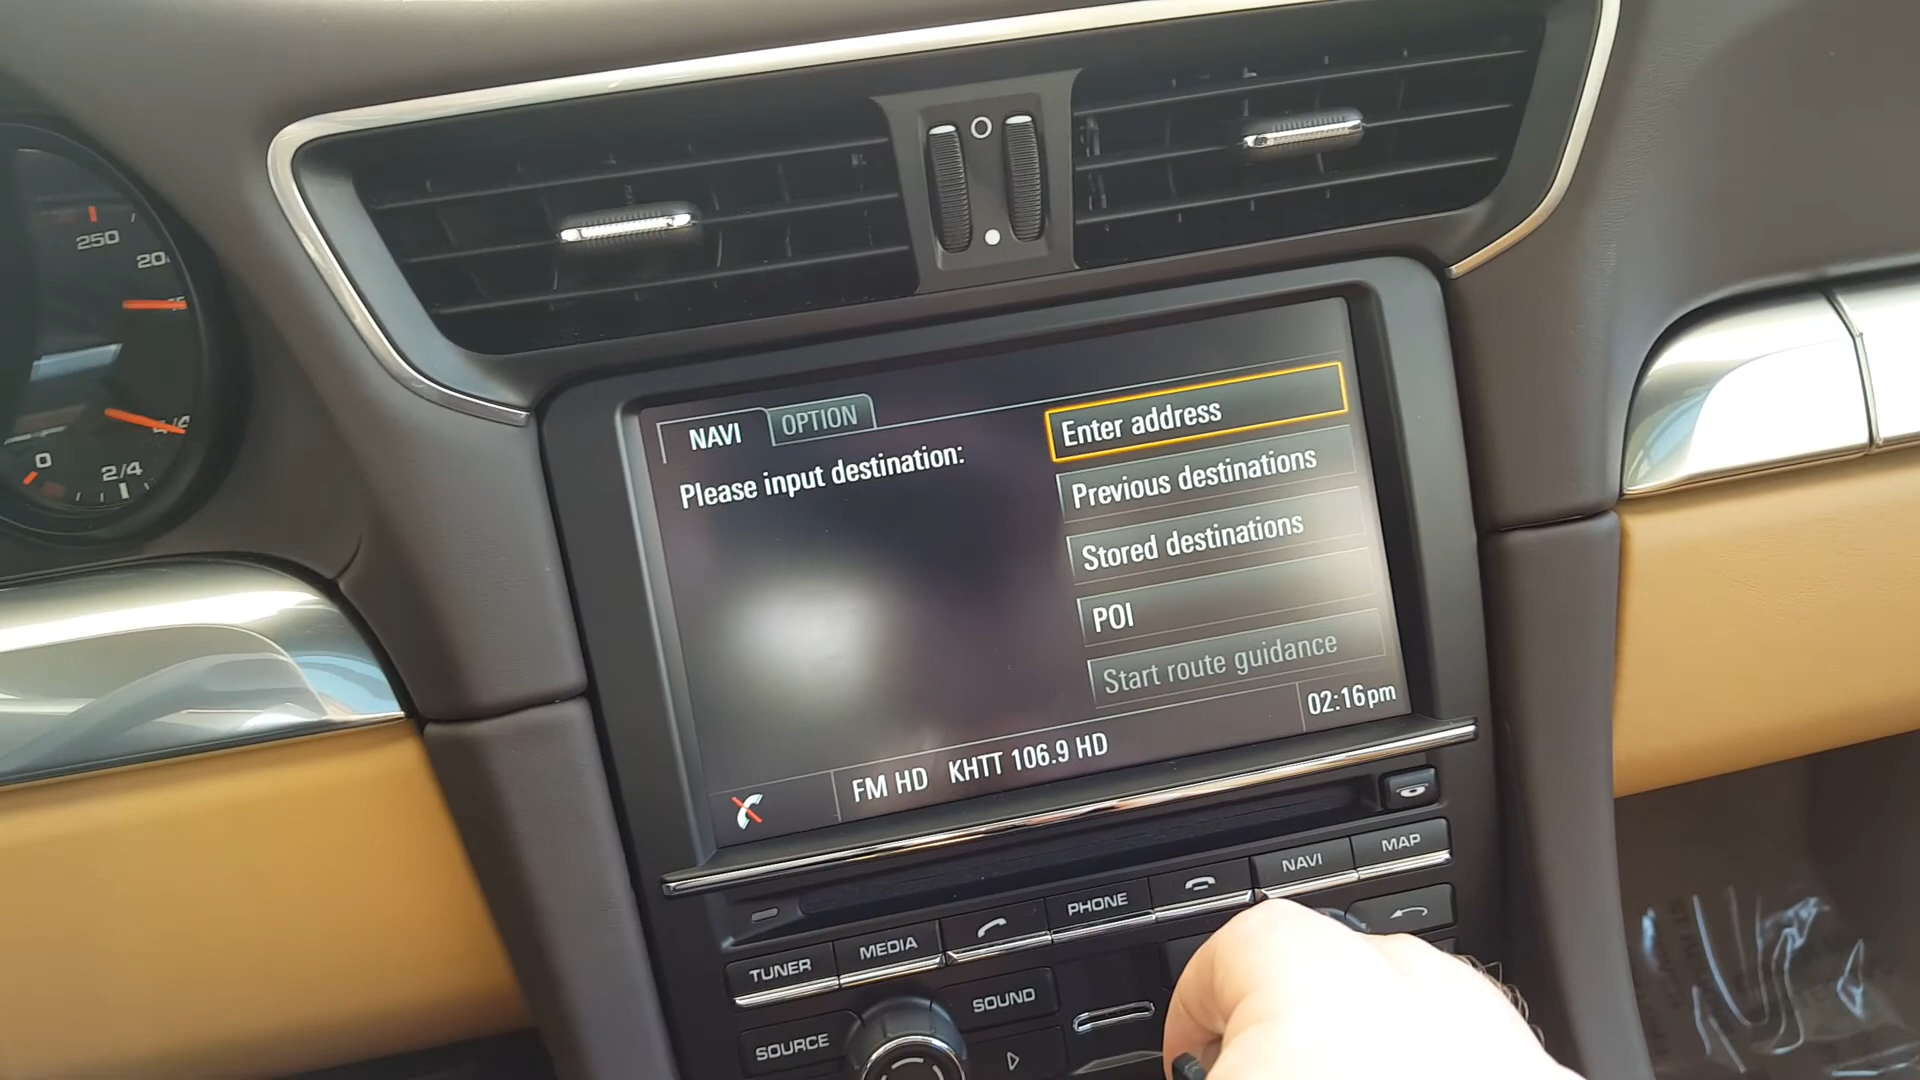 250
20
0
2/4
NAVI
OPTION
Please input destination:
Enter address
Previous destinations
Stored destinations
POI
Start route guidance
02:16pm
FM HD KHTT 106.9 HD
TUNER
MEDIA
PHONE
NAVI
MAP
SOURCE
SOUND